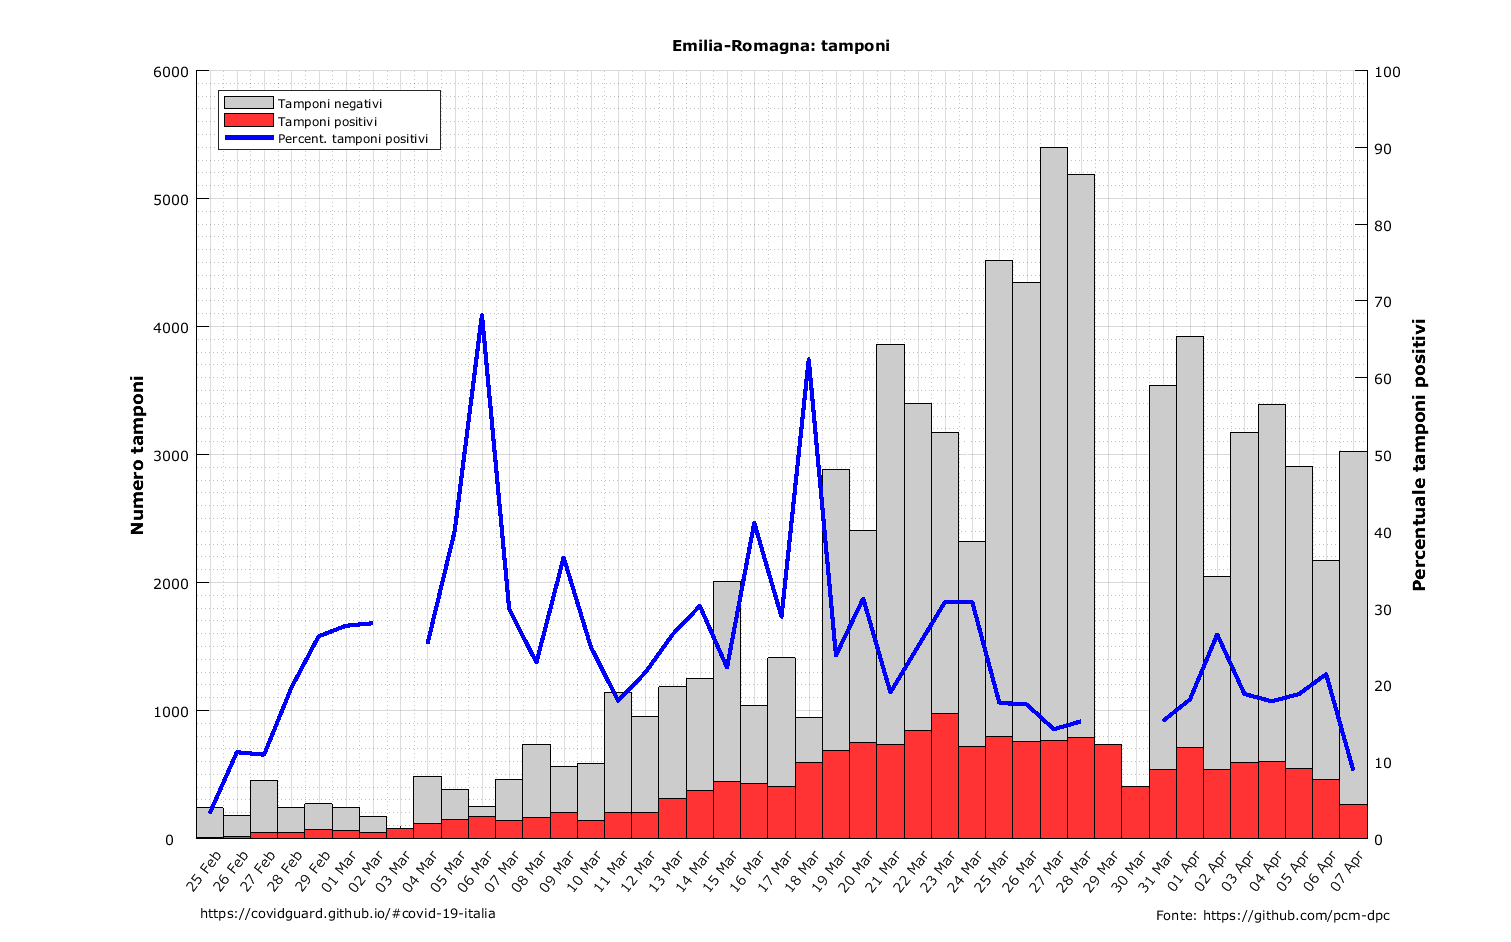 Emilia-Romagna: tamponi
6000
5000
4000
3000
2000
1000
0
Numero tamponi
Tamponi negativi
Tamponi positivi
Percent. tamponi positivi
100
90
80
70
60
50
40
30
20
10
0
Percentuale tamponi positivi
25 Feb
26 Feb
27 Feb
28 Feb
29 Feb
01 Mar
02 Mar
03 Mar
04 Mar
05 Mar
06 Mar
07 Mar
08 Mar
09 Mar
10 Mar
11 Mar
12 Mar
13 Mar
14 Mar
15 Mar
16 Mar
17 Mar
18 Mar
19 Mar
20 Mar
21 Mar
22 Mar
23 Mar
24 Mar
25 Mar
26 Mar
27 Mar
28 Mar
29 Mar
30 Mar
31 Mar
01 Apr
02 Apr
03 Apr
04 Apr
05 Apr
06 Apr
07 Apr
https://covidguard.github.io/#covid-19-italia
Fonte: https://github.com/pcm-dpc